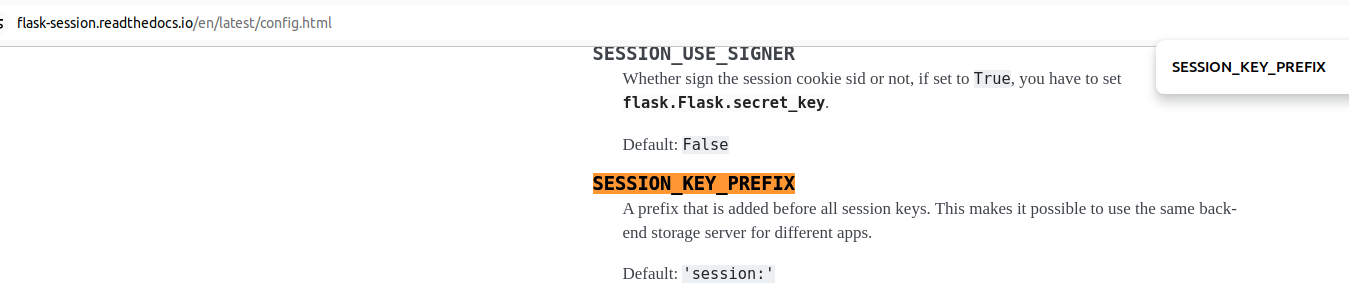 flask-session.readthedocs.io/en/latest/config.html
SESSION_KEY_PREFIX
SESSION_USE_SIGNER
Whether sign the session cookie sid or not, if set to True, you have to set
flask.Flask.secret_key.
Default: False
SESSION_KEY_PREFIX
A prefix that is added before all session keys. This makes it possible to use the same back-
end storage server for different apps.
Default: 'session:'